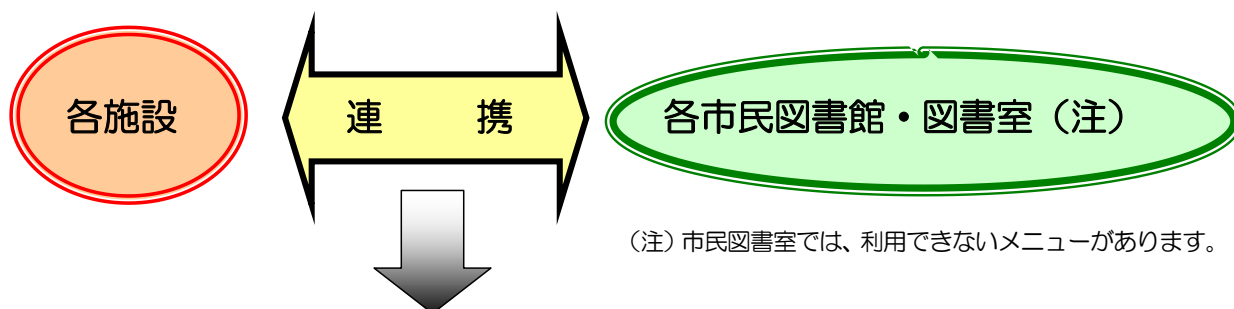 各施設
連　携
各市民図書館・図書室（注）
（注）市民図書室では、利用できないメニューがあります。